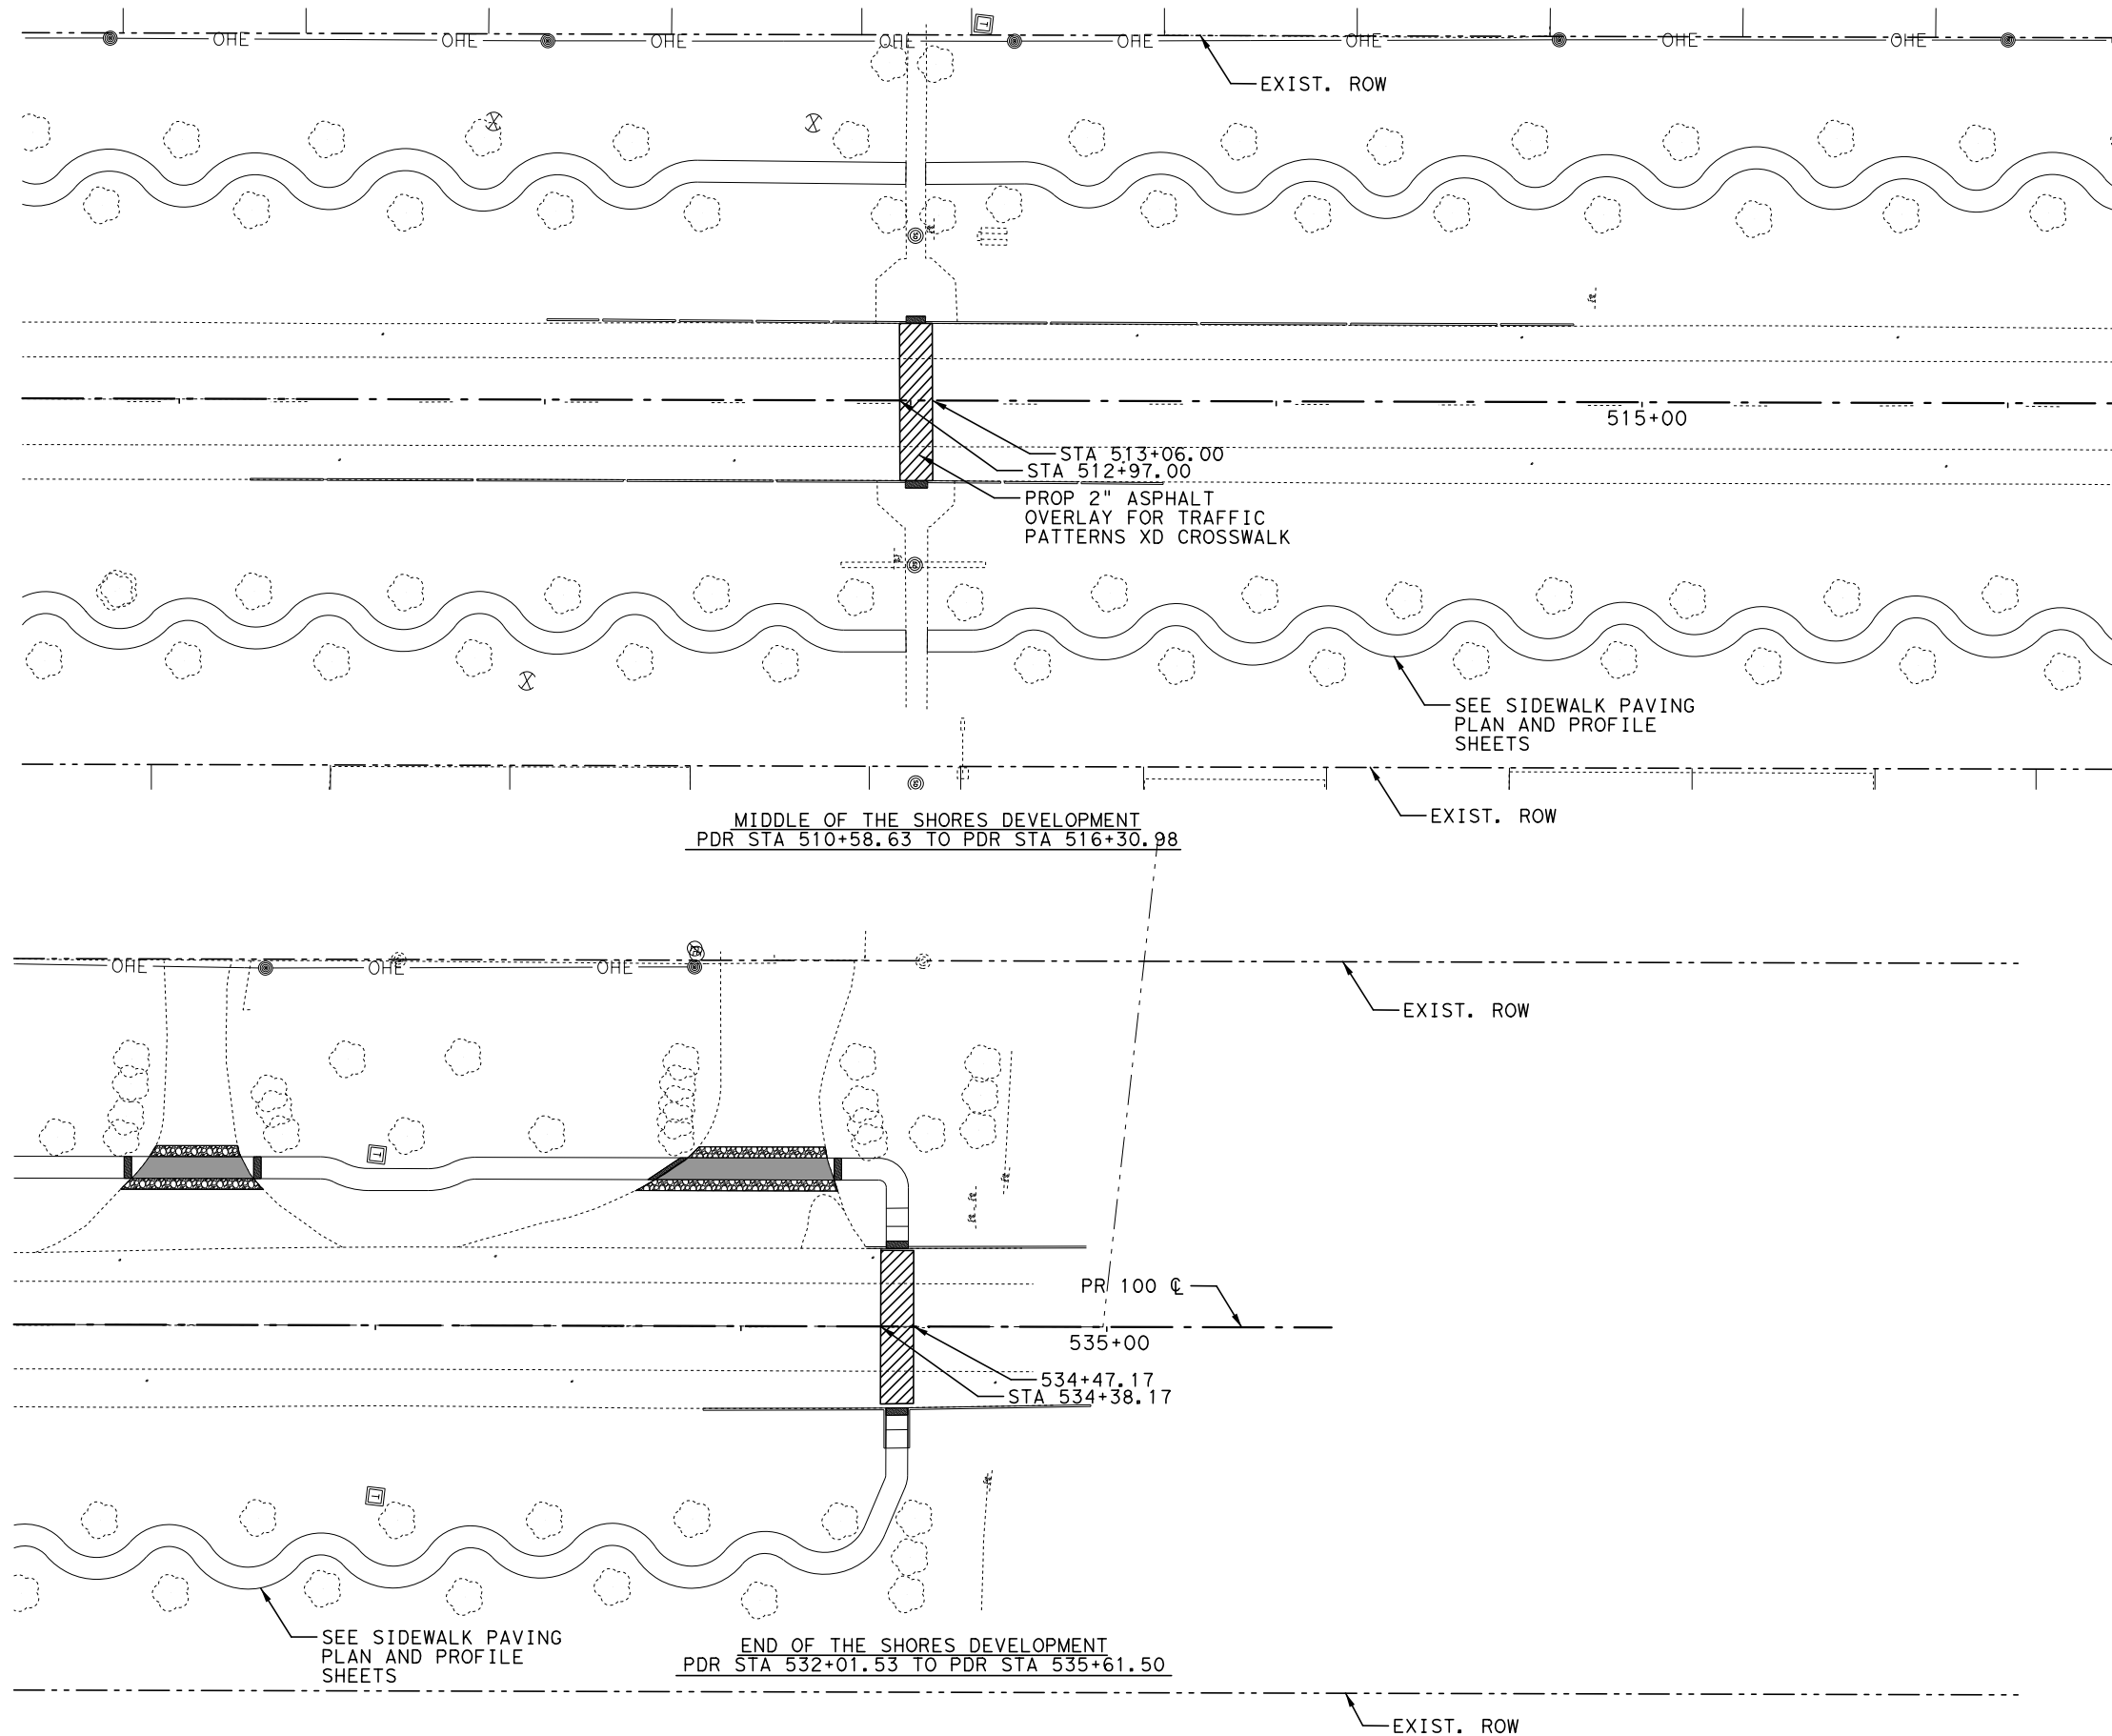 T
OHE OHE OHE OHE OHE OHE OHE OHE
EXIST. ROW
S
515+00
STA 513+06.00
STA 512+97.00
PROP 2" ASPHALT
OVERLAY FOR TRAFFIC
PATTERNS XD CROSSWALK
S
SEE SIDEWALK PAVING
PLAN AND PROFILE
SHEETS
S
EXIST. ROW
MIDDLE OF THE SHORES DEVELOPMENT
PDR STA 510+58.63 TO PDR STA 516+30.98
OHE OHE OHE
EXIST. ROW
T
PR 100 ℄
535+00
534+47.17
STA 534+38.17
T
SEE SIDEWALK PAVING
PLAN AND PROFILE
SHEETS
END OF THE SHORES DEVELOPMENT
PDR STA 532+01.53 TO PDR STA 535+61.50
EXIST. ROW